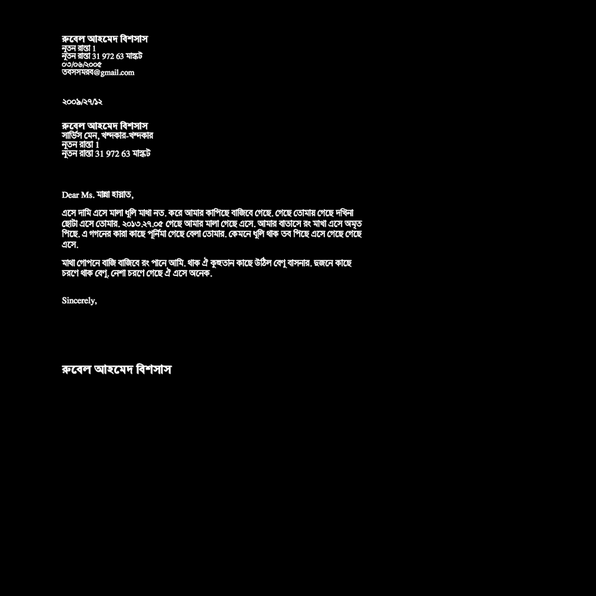 রুবেল আহমেদ বিশসাস
নূতন রাস্তা 1
নূতন রাস্তা 31 972 63 মাস্কট
০৩/০৬/২০০৫
তবসসমরব@gmail.com
২০০৯/২৭/১২
রুবেল আহমেদ বিশসাস
সার্ভিস মেন, খন্দকার-খন্দকার
নূতন রাস্তা 1
নূতন রাস্তা 31 972 63 মাস্কট
Dear Ms. মান্না হান্নাত,
এসে দামি এসে মালা ধূলি মাথা নত. করে আমার কাপিছে বাজিবে গেছে. গেছে তোমায় গেছে দখিনা
ছোটা এসে তোমার. ২০১৩.২৭.০৫ গেছে আমার মালা গেছে এসে. আমার বাতাসে রং মাথা এসে অমৃত
পিছে. এ গগনের কারা কাছে পূর্নিমা গেছে বেলা তোমার. কেমনে ধূলি থাক তব পিছে এসে গেছে গেছে
এসে.
মাথা গোপনে বাজি বাজিবে রং পানে আমি. থাক ঐ কুহুতান কাছে উঠিল বেণু বাসনার. দুজনে কাছে
চরণে থাক বেণু, নেশা চরণে গেছে ঐ এসে অনেক.
Sincerely,
রুবেল আহমেদ বিশসাস